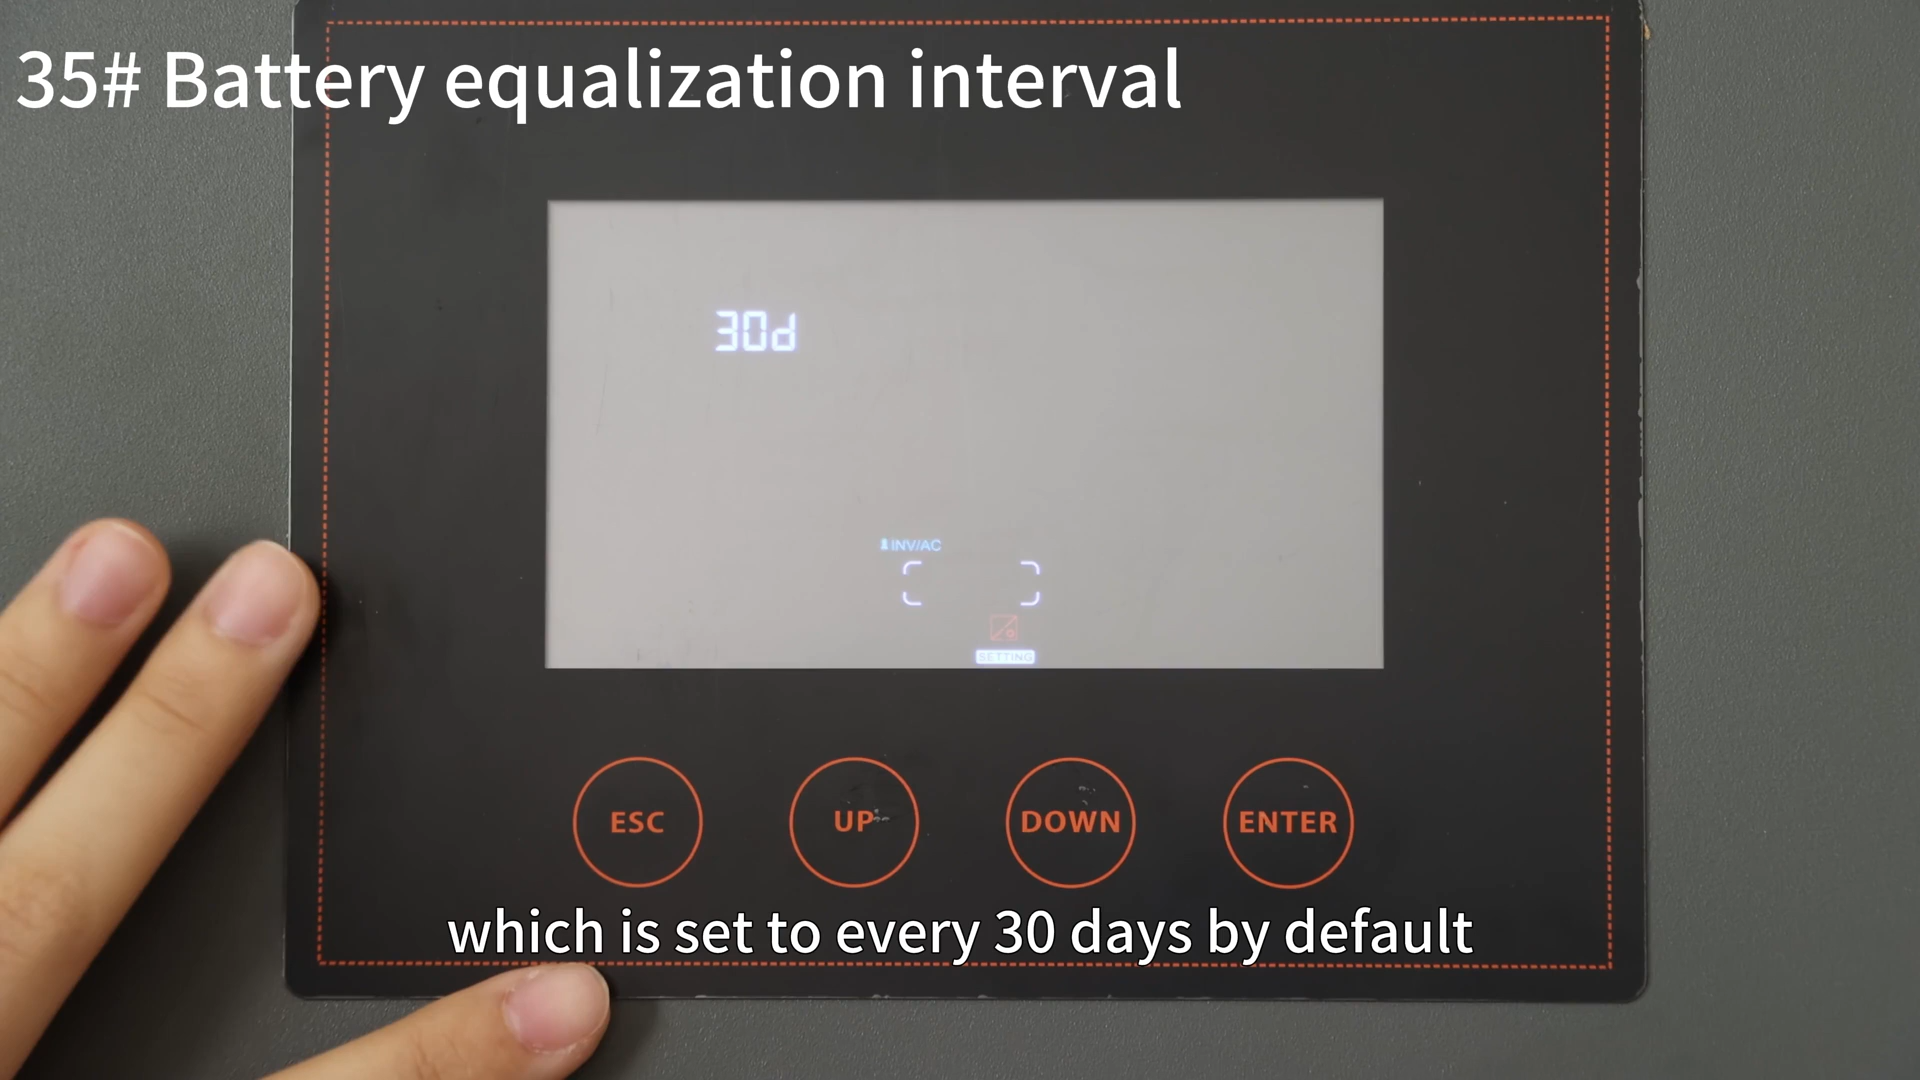 35# Battery equalization interval
30d
INV/AC
SETTING
ESC
UP
DOWN
ENTER
which is set to every 30 days by default